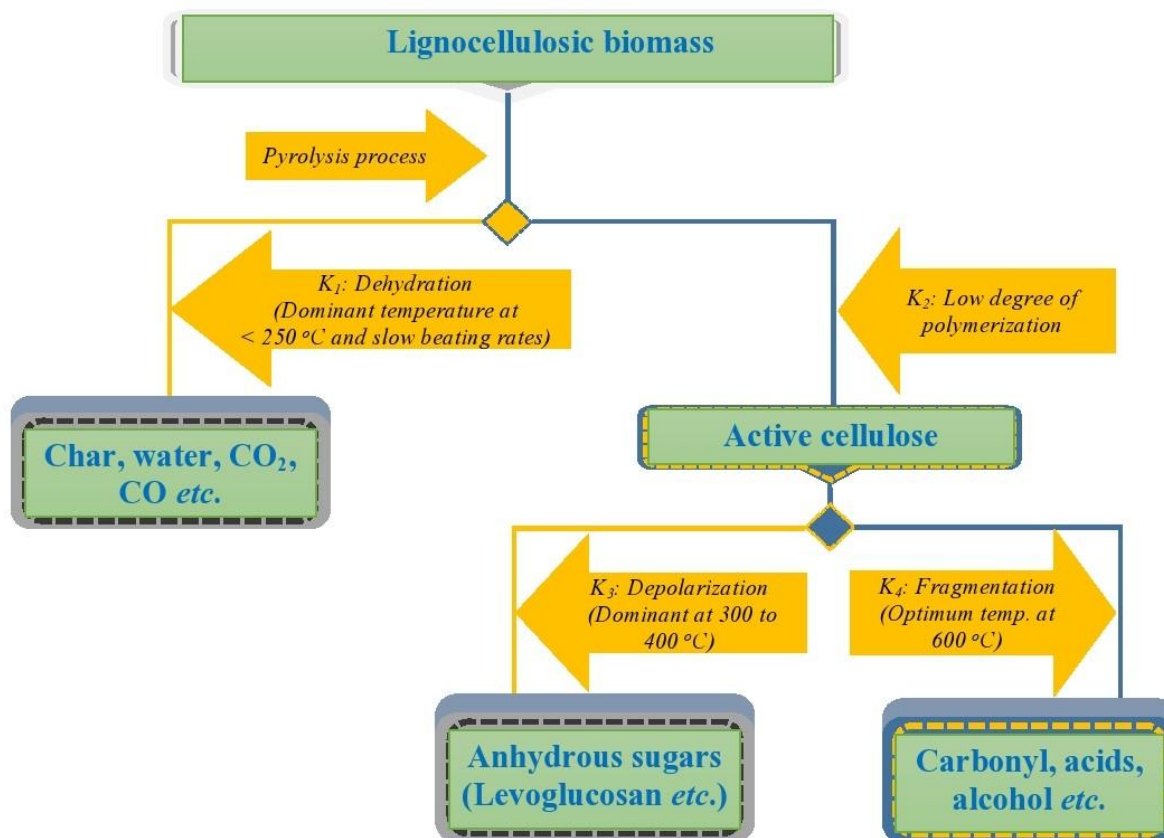 Lignocellulosic biomass
Pyrolysis process
K₁: Dehydration
(Dominant temperature at
< 250 °C and slow beating rates)
K₂: Low degree of
polymerization
Char, water, CO₂,
CO etc.
Active cellulose
K₃: Depolarization
(Dominant at 300 to
400 °C)
K₄: Fragmentation
(Optimum temp. at
600 °C)
Anhydrous sugars
(Levoglucosan etc.)
Carbonyl, acids,
alcohol etc.